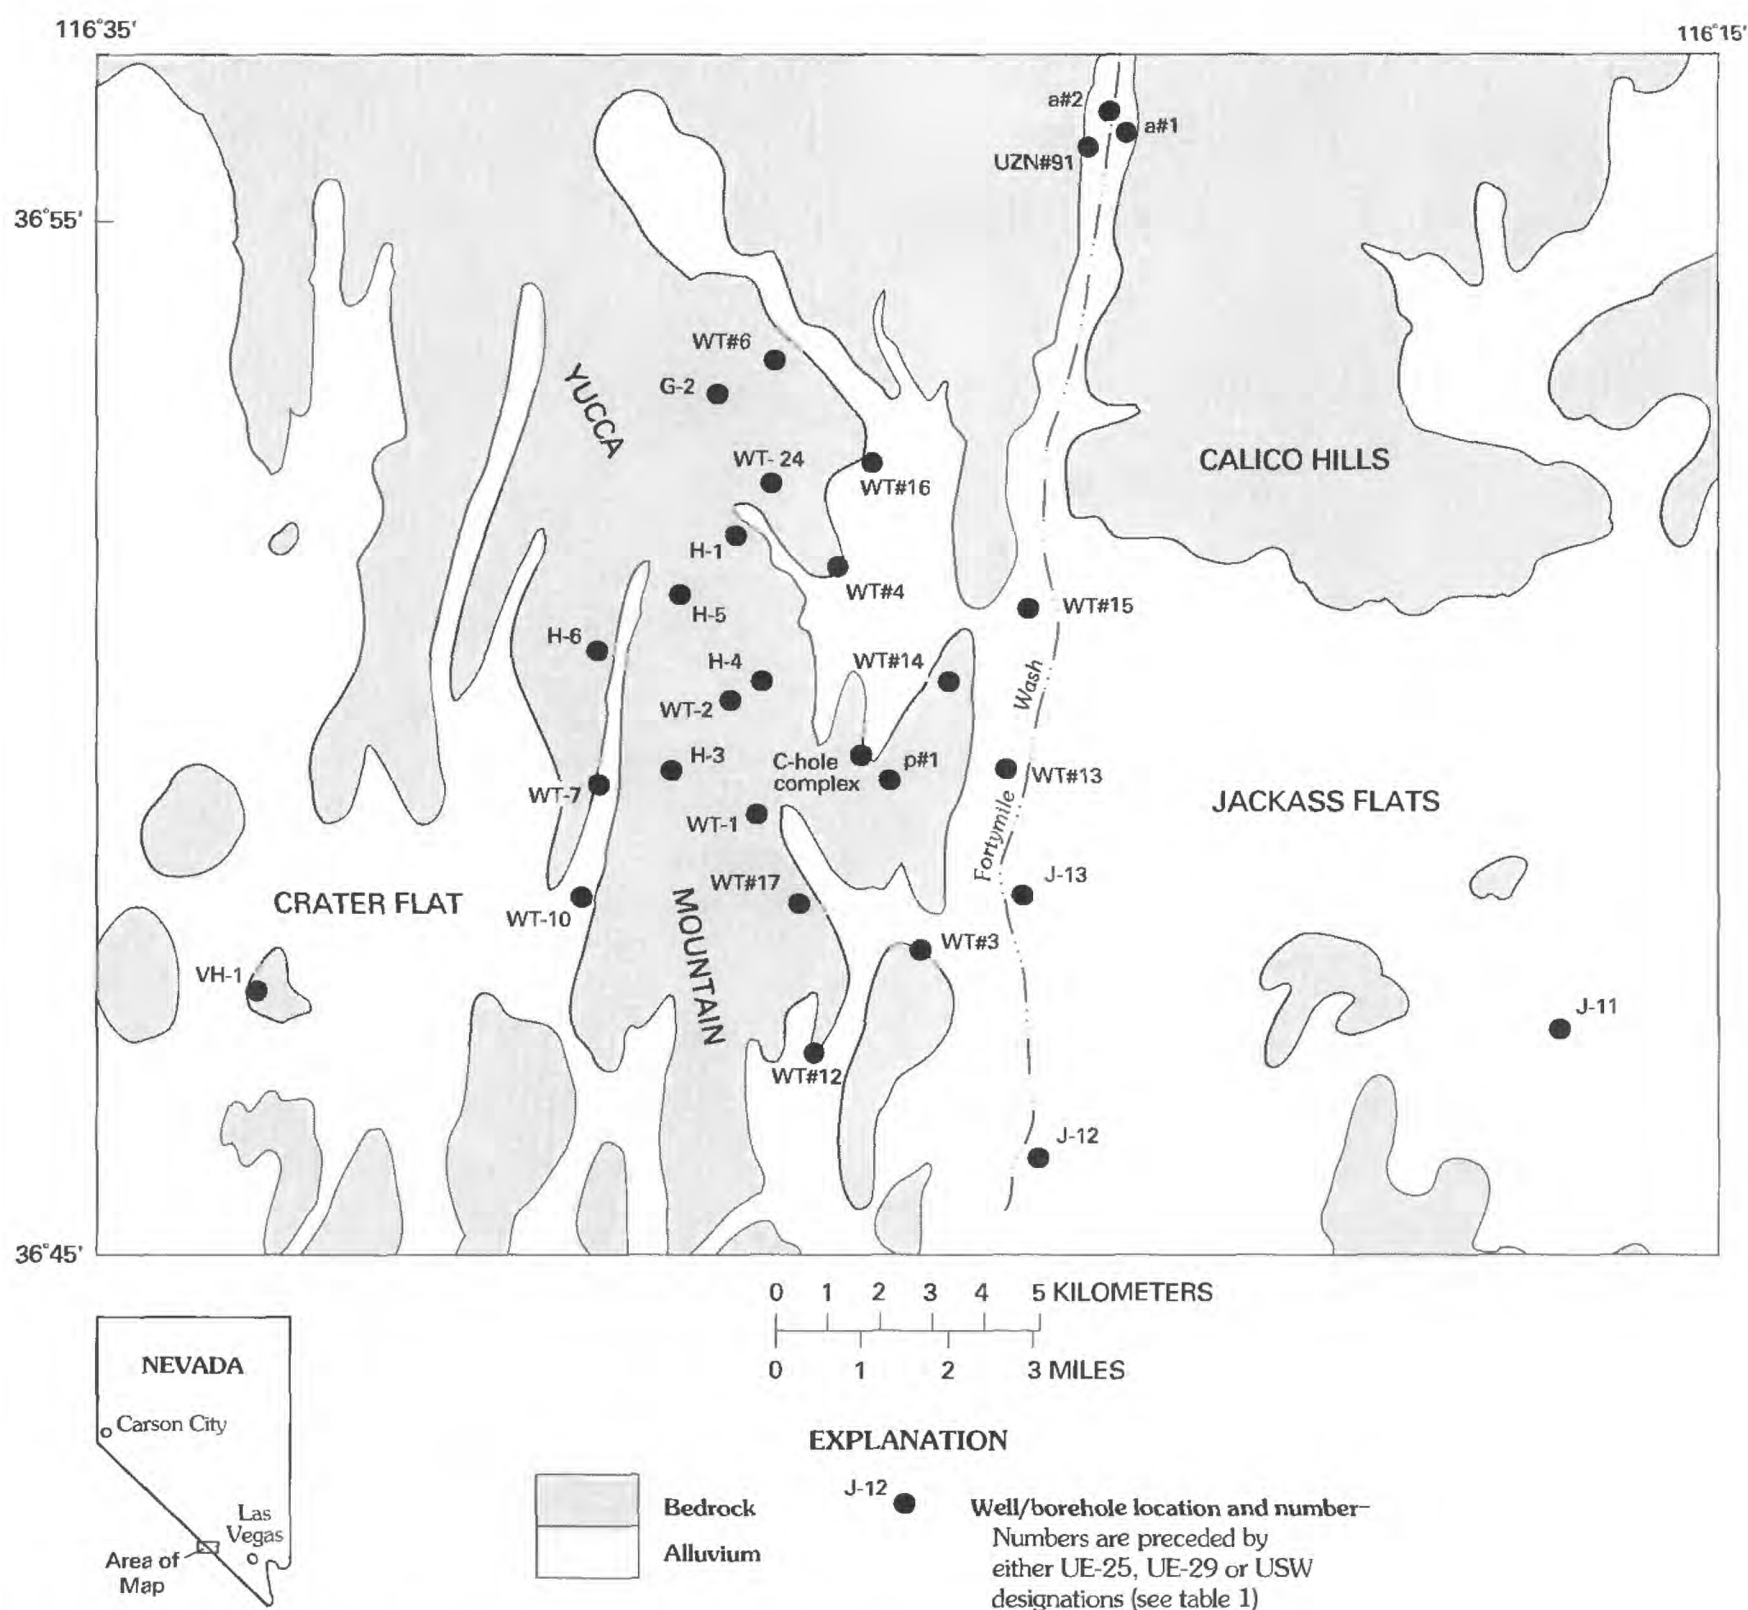 116°35'
116°15'
a#2
a#1
UZN#91
36°55'
WT#6
G-2
YUCCA
CALICO HILLS
WT- 24
WT#16
H-1
WT#4
H-5
WT#15
H-6
H-4
WT#14
WT-2
Wash
H-3
C-hole
complex
p#1
WT#13
WT-7
JACKASS FLATS
WT-1
Fortymile
J-13
WT#17
CRATER FLAT
MOUNTAIN
WT-10
WT#3
VH-1
J-11
WT#12
J-12
36°45'
0 1 2 3 4 5 KILOMETERS
0 1 2 3 MILES
NEVADA
Carson City
Las
Vegas
Area of
Map
EXPLANATION
Bedrock
Alluvium
J-12
Well/borehole location and number–
Numbers are preceded by
either UE-25, UE-29 or USW
designations (see table 1)